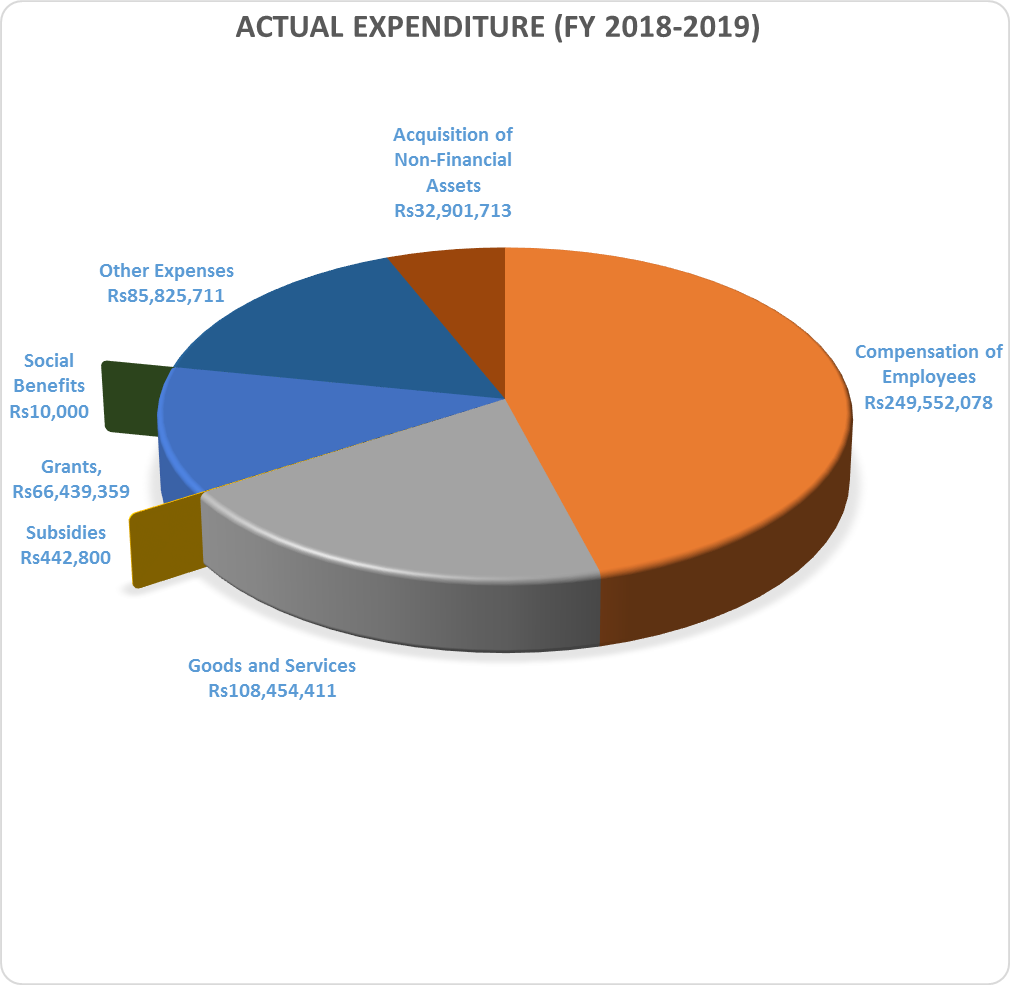 ACTUAL EXPENDITURE (FY 2018-2019)
Acquisition of
Non-Financial
Assets
Rs32,901,713
Other Expenses
Rs85,825,711
Social
Benefits
Rs10,000
Compensation of
Employees
Rs249,552,078
Grants,
Rs66,439,359
Subsidies
Rs442,800
Goods and Services
Rs108,454,411